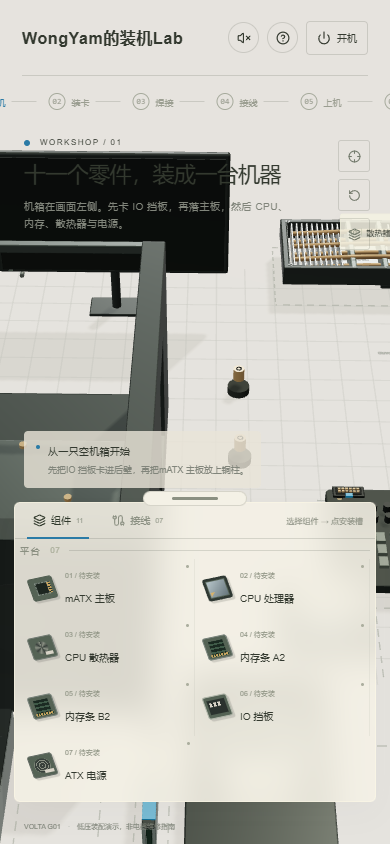 WongYam的装机Lab
开机
机
02 装卡
03 焊接
04 接线
05 上机
WORKSHOP / 01
十一个零件，装成一台机器
机箱在画面左侧。先卡 IO 挡板，再落主板，然后 CPU、
内存、散热器与电源。
从一只空机箱开始
先把IO 挡板卡进后壁，再把mATX 主板放上铜柱。
组件 11
接线 07
选择组件 → 点安装槽
平台 07
01 / 待安装
mATX 主板
02 / 待安装
CPU 处理器
03 / 待安装
CPU 散热器
04 / 待安装
内存条 A2
05 / 待安装
内存条 B2
06 / 待安装
IO 挡板
07 / 待安装
ATX 电源
VOLTA G01